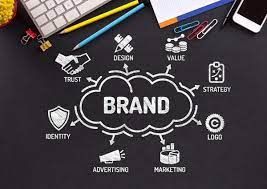 DESIGN
VALUE
TRUST
STRATEGY
BRAND
IDENTITY
LOGO
ADVERTISING
MARKETING